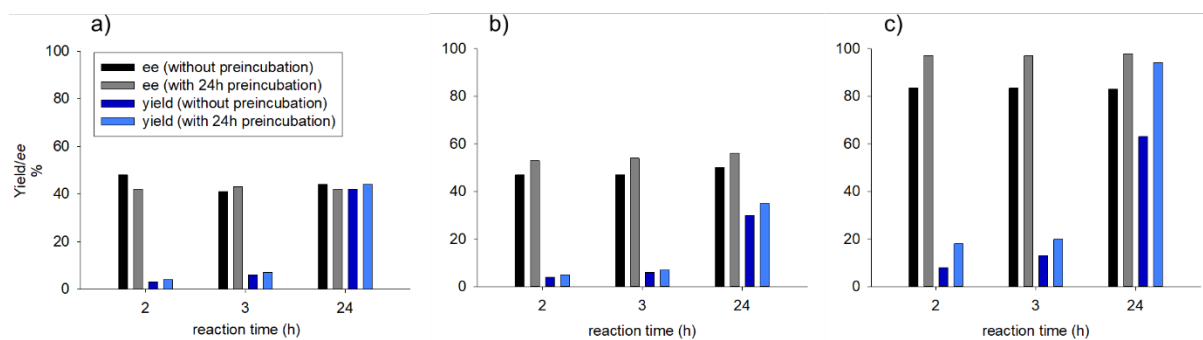 a)
100
80
60
40
20
0
Yield/ee
%
ee (without preincubation)
ee (with 24h preincubation)
yield (without preincubation)
yield (with 24h preincubation)
2 3 24
reaction time (h)
b)
100
80
60
40
20
0
2 3 24
reaction time (h)
c)
100
80
60
40
20
0
2 3 24
reaction time (h)